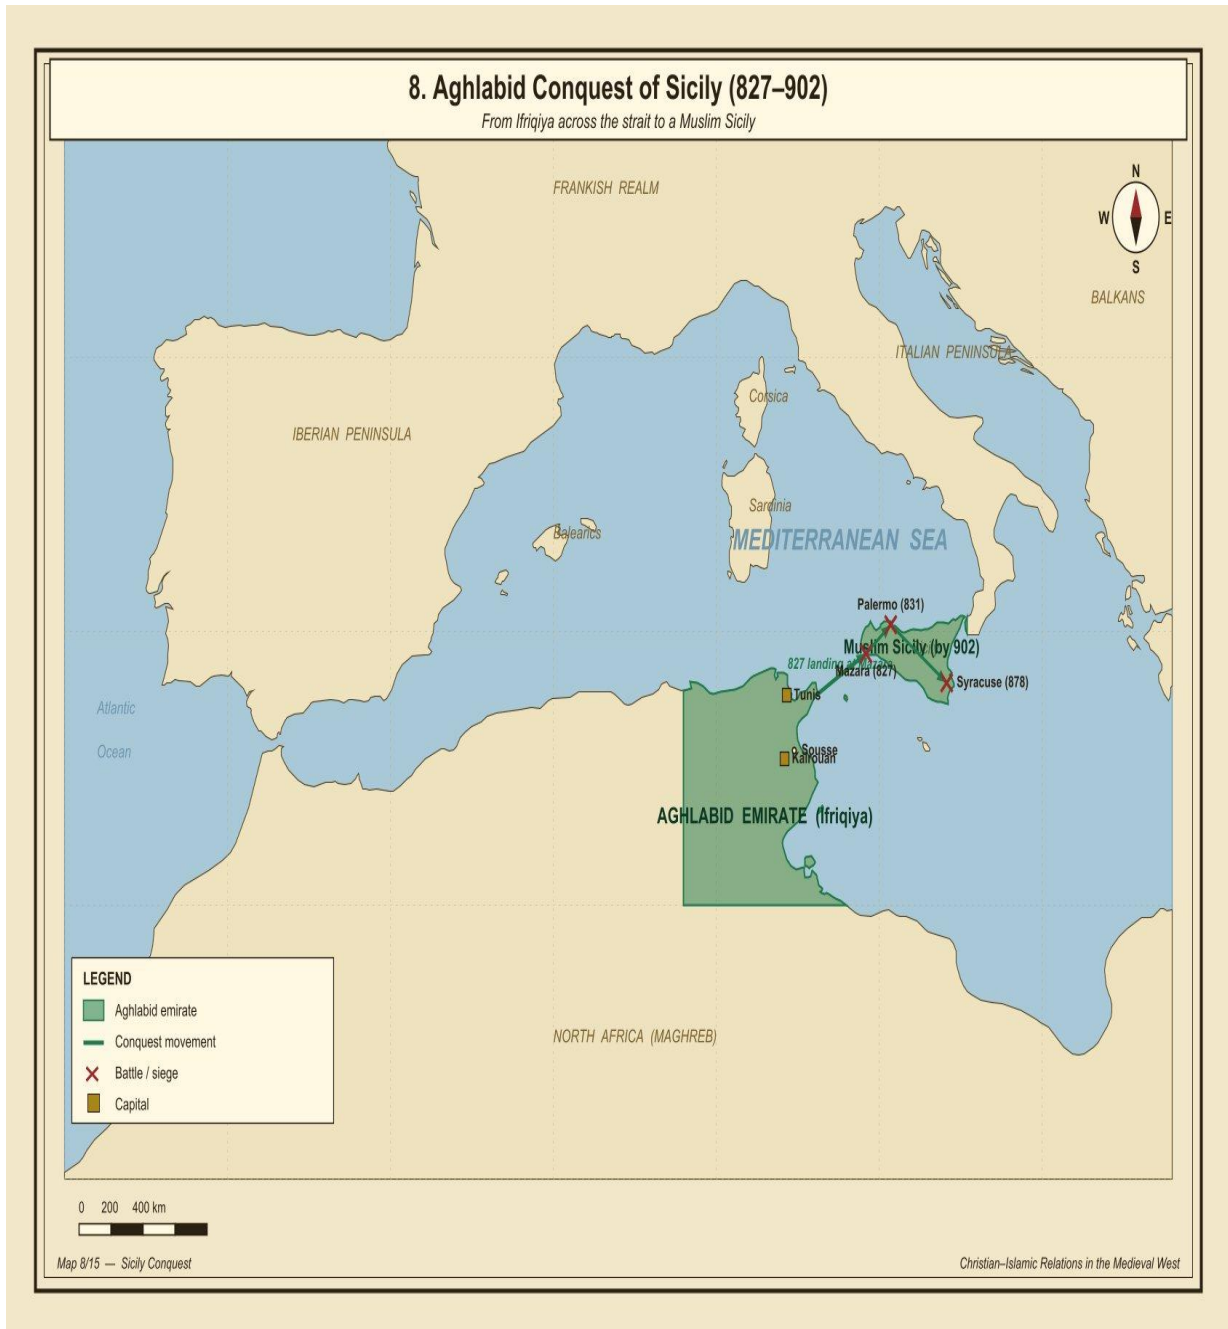 8. Aghlabid Conquest of Sicily (827–902)
From Ifriqiya across the strait to a Muslim Sicily
FRANKISH REALM
N
W E
S
BALKANS
ITALIAN PENINSULA
Corsica
IBERIAN PENINSULA
Sardinia
Balearics
MEDITERRANEAN SEA
Palermo (831)
Muslim Sicily (by 902)
827 landing at Mazara
Mazara (827)
Syracuse (878)
Tunis
Atlantic
Ocean
Sousse
Kairouan
AGHLABID EMIRATE (Ifriqiya)
LEGEND
Aghlabid emirate
Conquest movement
Battle / siege
Capital
NORTH AFRICA (MAGHREB)
0 200 400 km
Map 8/15 — Sicily Conquest
Christian–Islamic Relations in the Medieval West